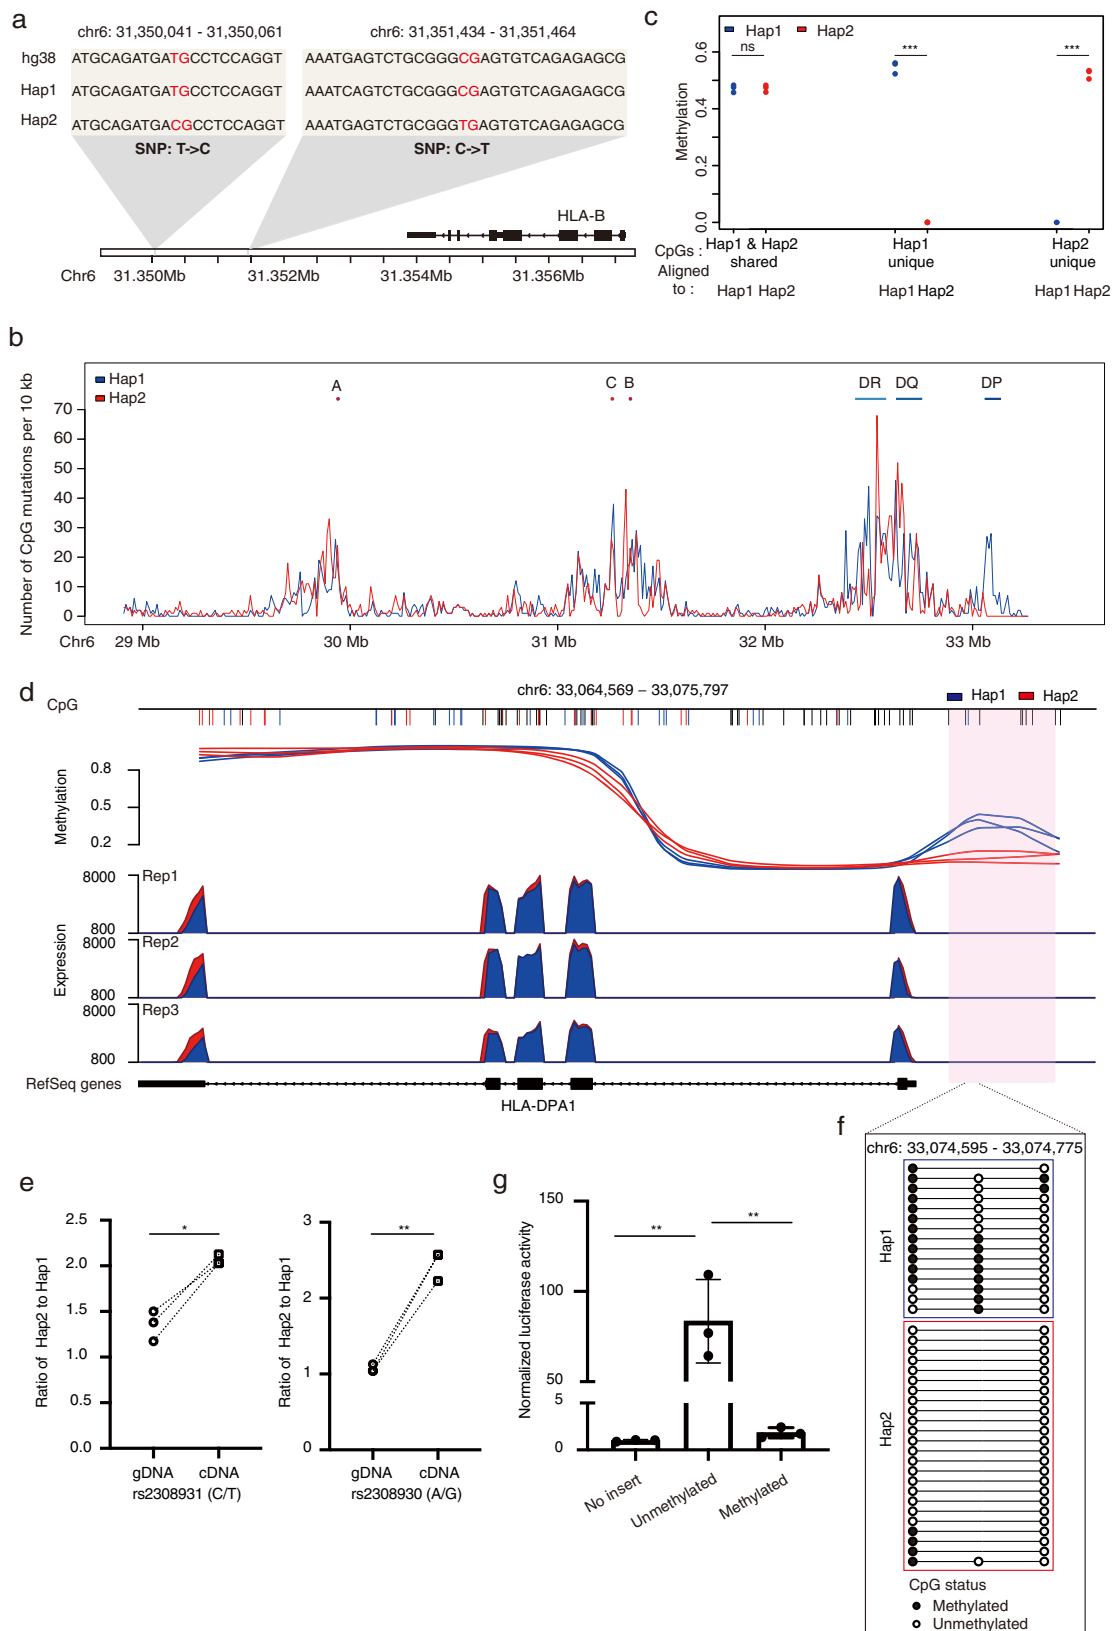 a
chr6: 31,350,041 - 31,350,061
chr6: 31,351,434 - 31,351,464
hg38
ATGCAGATGATGCCTCCAGGT
AAATGAGTCTGCGGGCGAGTGTCAGAGAGCG
Hap1
ATGCAGATGATGCCTCCAGGT
AAATCAGTCTGCGGGCGAGTGTCAGAGAGCG
Hap2
ATGCAGATGACGCCTCCAGGT
AAATGAGTCTGCGGGTGAGTGTCAGAGAGCG
SNP: T->C
SNP: C->T
HLA-B
Chr6 31.350Mb 31.352Mb 31.354Mb 31.356Mb
c
Hap1 Hap2
ns
***
***
Methylation
0.6
0.4
0.2
0.0
CpGs :
Hap1 & Hap2 shared
Hap1 unique
Hap2 unique
Aligned to :
Hap1 Hap2
Hap1 Hap2
Hap1 Hap2
b
Hap1
Hap2
A
C B
DR DQ DP
Number of CpG mutations per 10 kb
70
60
50
40
30
20
10
0
Chr6 29 Mb 30 Mb 31 Mb 32 Mb 33 Mb
d
chr6: 33,064,569 – 33,075,797
Hap1 Hap2
CpG
Methylation
0.8
0.5
0.2
Expression
Rep1
8000
800
Rep2
8000
800
Rep3
8000
800
RefSeq genes
HLA-DPA1
e
Ratio of Hap2 to Hap1
2.5
2.0
1.5
1.0
0.5
0.0
*
gDNA cDNA
rs2308931 (C/T)
Ratio of Hap2 to Hap1
3
2
1
0
**
gDNA cDNA
rs2308930 (A/G)
g
Normalized luciferase activity
150
100
50
5
0
**
**
No insert
Unmethylated
Methylated
f
chr6: 33,074,595 - 33,074,775
Hap1
Hap2
CpG status
Methylated
Unmethylated